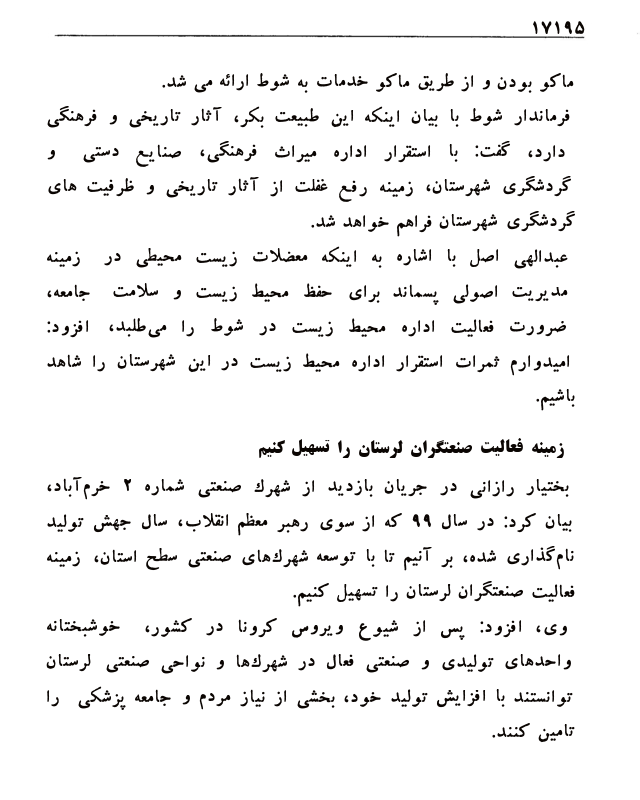 ۱۷۱۹۵
ماکو بودن و از طریق ماکو خدمات به شوط ارائه می شد.
فرماندار شوط با بیان اینکه این طبیعت بکر، آثار تاریخی و فرهنگی
دارد، گفت: با استقرار اداره میراث فرهنگی، صنایع دستی و
گردشگری شهرستان، زمینه رفع غفلت از آثار تاریخی و ظرفیت های
گردشگری شهرستان فراهم خواهد شد.
عبدالهی اصل با اشاره به اینکه معضلات زیست محیطی در زمینه
مدیریت اصولی پسماند برای حفظ محیط زیست و سلامت جامعه،
ضرورت فعالیت اداره محیط زیست در شوط را می‌طلبد، افزود:
امیدوارم ثمرات استقرار اداره محیط زیست در این شهرستان را شاهد
باشیم.
زمینه فعالیت صنعتگران لرستان را تسهیل کنیم
بختیار رازانی در جریان بازدید از شهرك صنعتی شماره ۲ خرم‌آباد،
بیان کرد: در سال ۹۹ که از سوی رهبر معظم انقلاب، سال جهش تولید
نام‌گذاری شده، بر آنیم تا با توسعه شهرك‌های صنعتی سطح استان، زمینه
فعالیت صنعتگران لرستان را تسهیل کنیم.
وی، افزود: پس از شیوع ویروس کرونا در کشور، خوشبختانه
واحدهای تولیدی و صنعتی فعال در شهرك‌ها و نواحی صنعتی لرستان
توانستند با افزایش تولید خود، بخشی از نیاز مردم و جامعه پزشکی را
تامین کنند.